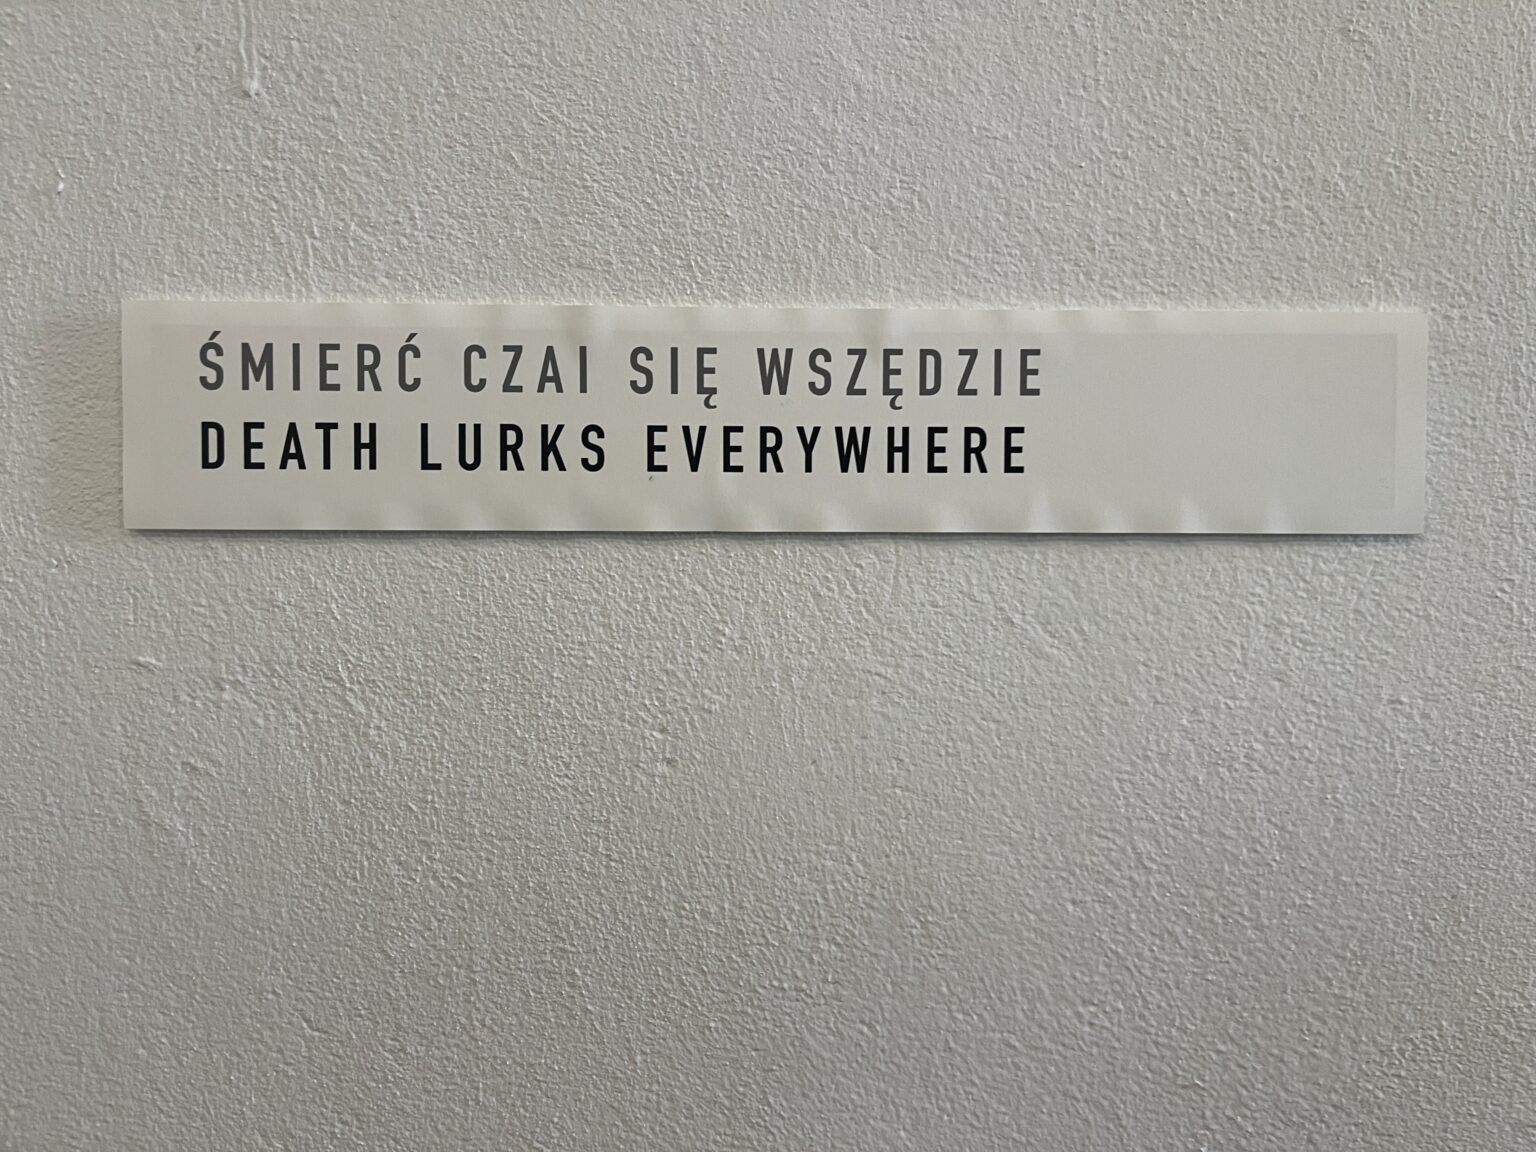 ŚMIERĆ CZAI SIĘ WSZĘDZIE
DEATH LURKS EVERYWHERE